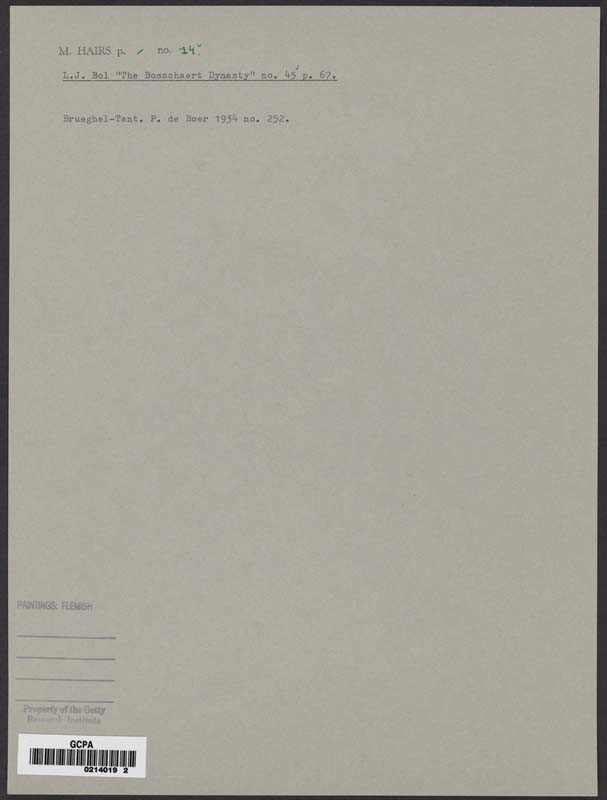 M. HAIRS p. no. 14
L.J. Bol "The Bosschaert Dynasty" no. 45 p. 67.
Brueghel-Tent. P. de Boer 1934 no. 252.
PAINTINGS: FLEMISH
Property of the Getty
Research Institute
GCPA
0214019 2